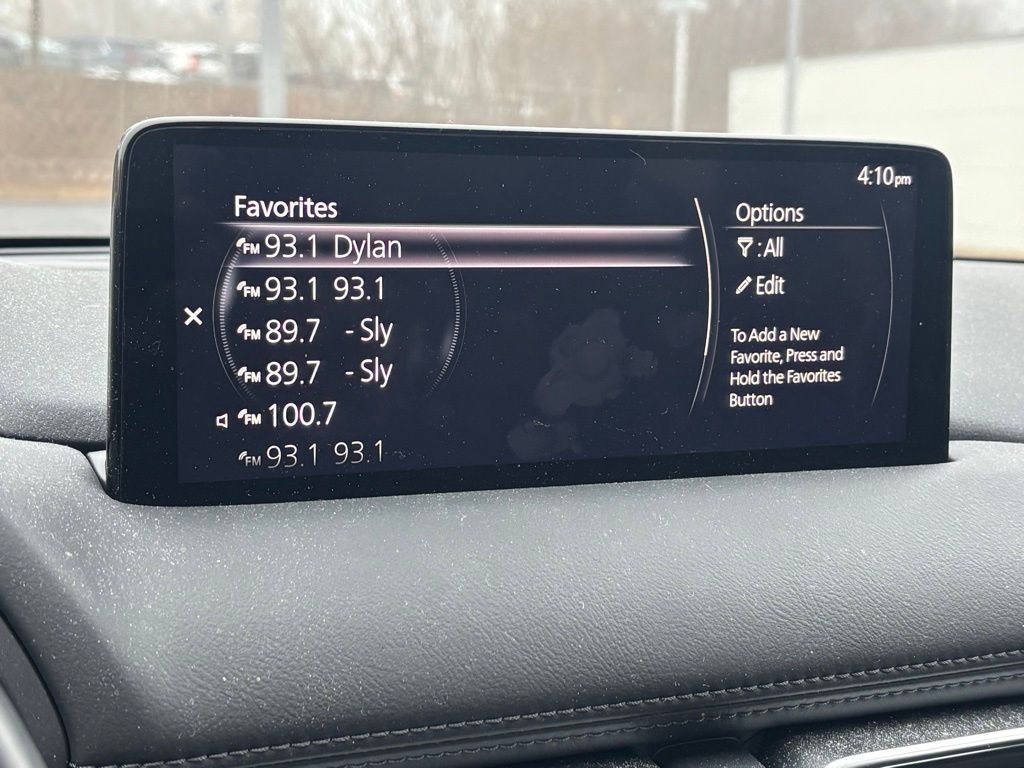 4:10pm
Favorites
FM 93.1 Dylan
FM 93.1 93.1
FM 89.7 - Sly
FM 89.7 - Sly
FM 100.7
FM 93.1 93.1
Options
:All
Edit
To Add a New
Favorite, Press and
Hold the Favorites
Button